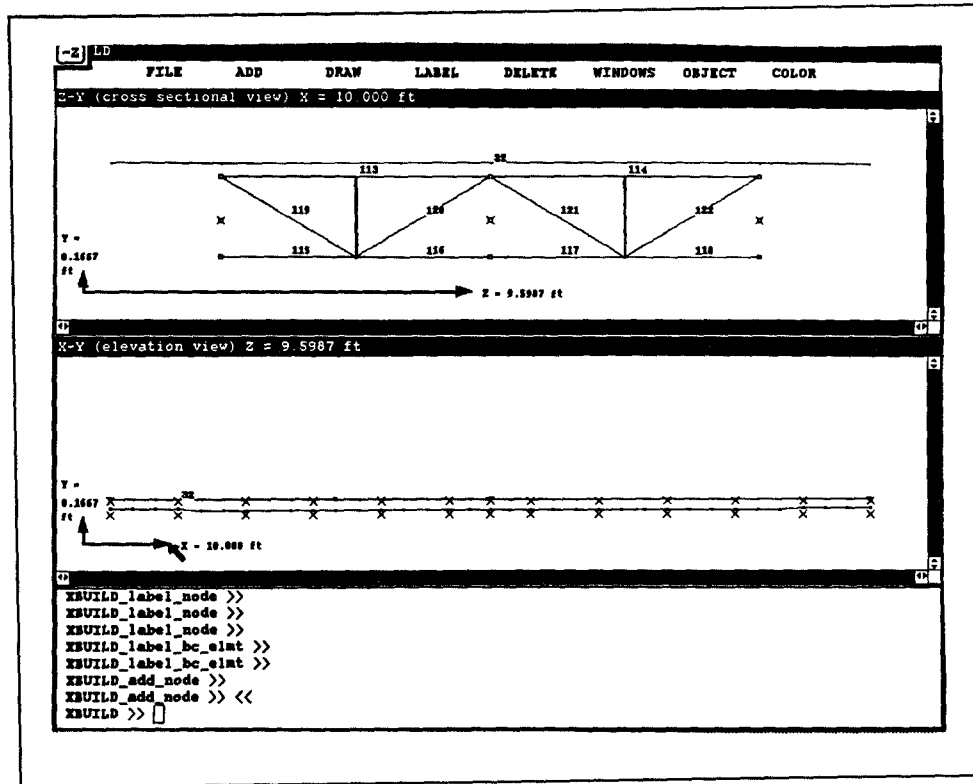 -Z LD
FILE ADD DRAW LABEL DELETE WINDOWS OBJECT COLOR
Z-Y (cross sectional view) X = 10.000 ft
113 114
119 120 121 122
115 116 117 118
Y =
0.1667
ft
Z = 9.5987 ft
X-Y (elevation view) Z = 9.5987 ft
Y =
0.1667
ft
X = 10.000 ft
XBUILD_label_node >>
XBUILD_label_node >>
XBUILD_label_node >>
XBUILD_label_bc_elmt >>
XBUILD_label_bc_elmt >>
XBUILD_add_node >>
XBUILD_add_node >> <<
XBUILD >>